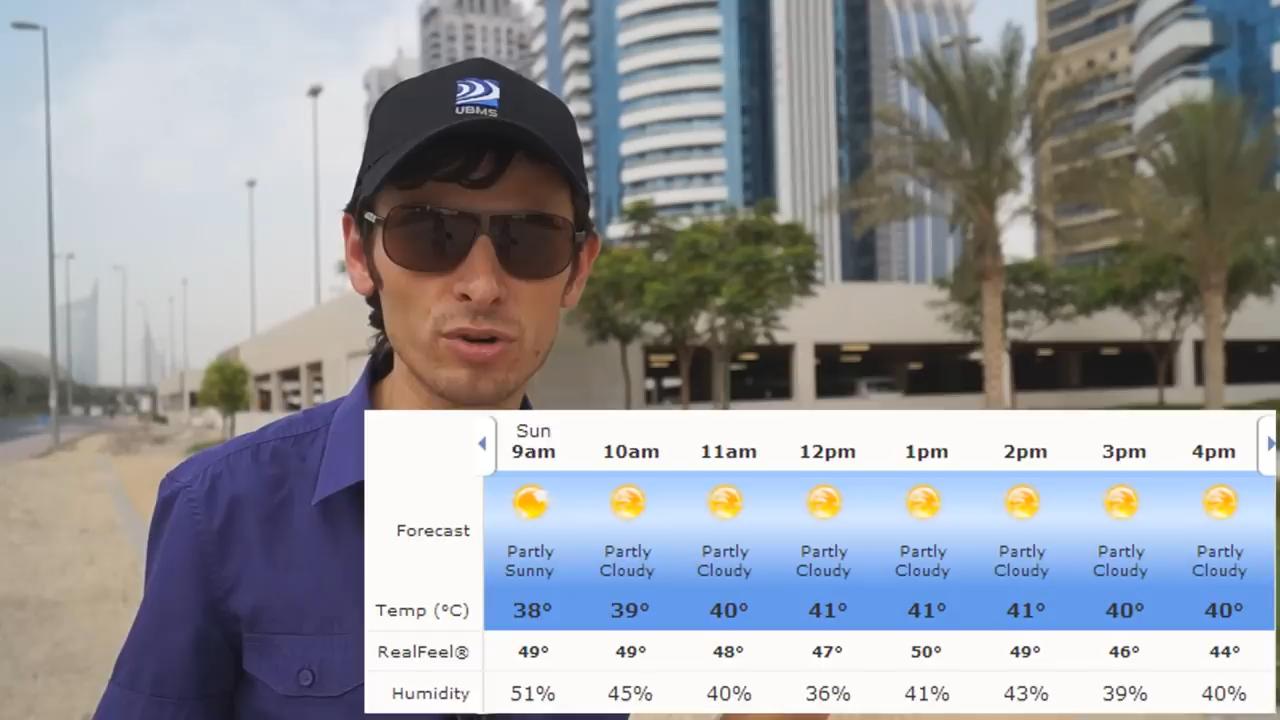 UBMS
Sun
9am 10am 11am 12pm 1pm 2pm 3pm 4pm
Forecast
Partly Partly Partly Partly Partly Partly Partly Partly
Sunny Cloudy Cloudy Cloudy Cloudy Cloudy Cloudy Cloudy
Temp (°C) 38° 39° 40° 41° 41° 41° 40° 40°
RealFeel® 49° 49° 48° 47° 50° 49° 46° 44°
Humidity 51% 45% 40% 36% 41% 43% 39% 40%